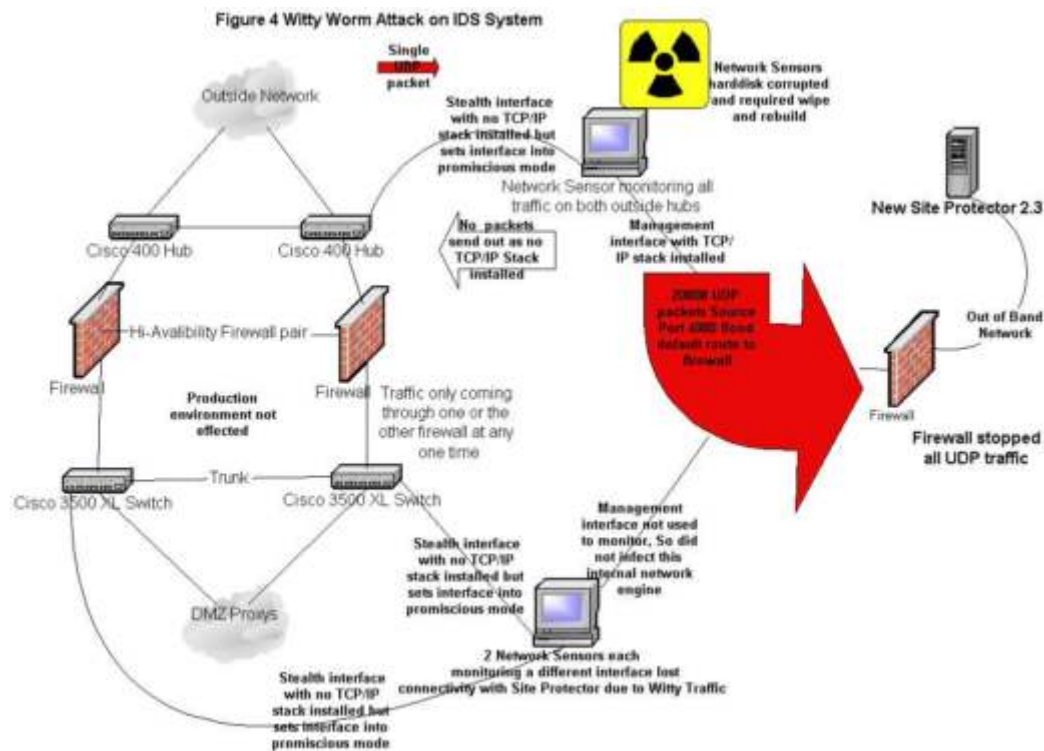 Figure 4 Witty Worm Attack on IDS System
Single
UDP
packet
Outside Network
Network Sensors
harddisk corrupted
and required wipe
and rebuild
Stealth interface
with no TCP/IP
stack installed but
sets interface into
promiscious mode
Network Sensor monitoring all
traffic on both outside hubs
New Site Protector 2.3
Cisco 400 Hub
Cisco 400 Hub
No packets
send out as no
TCP/IP Stack
installed
Management
interface with TCP/
IP stack installed
20000 UDP
packets Source
Port 4000 flood
default route to
firewall
Out of Band
Network
Hi-Avalibility Firewall pair
Firewall
Firewall
Firewall
Production
environment not
effected
Traffic only coming
through one or the
other firewall at any
one time
Firewall stopped
all UDP traffic
Trunk
Cisco 3500 XL Switch
Cisco 3500 XL Switch
Management
interface not used
to monitor, So did
not infect this
internal network
engine
Stealth interface
with no TCP/IP
stack installed but
sets interface into
promiscious mode
DMZ Proxys
2 Network Sensors each
monitoring a different interface lost
connectivity with Site Protector due to Witty Traffic
Stealth interface
with no TCP/IP
stack installed but
sets interface into
promiscious mode